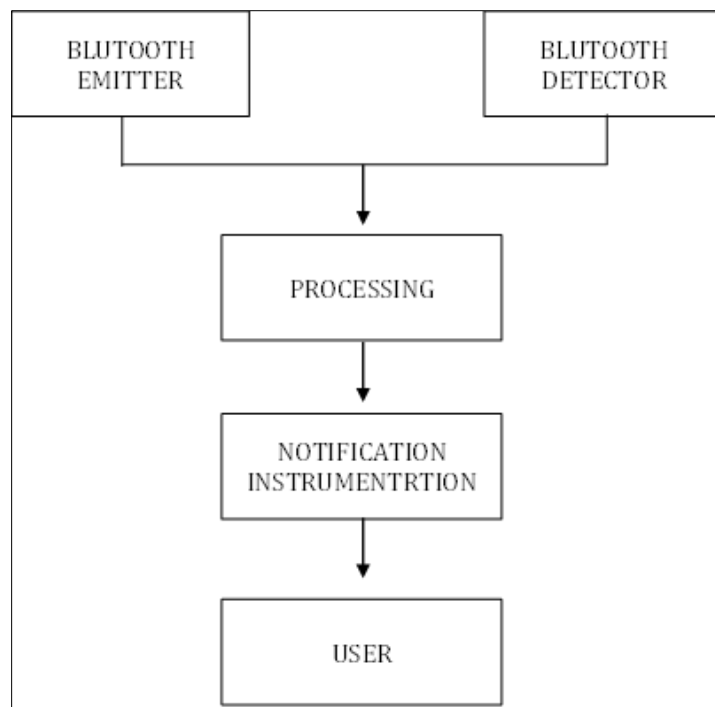 BLUTOOTH
EMITTER
BLUTOOTH
DETECTOR
PROCESSING
NOTIFICATION
INSTRUMENTRTION
USER